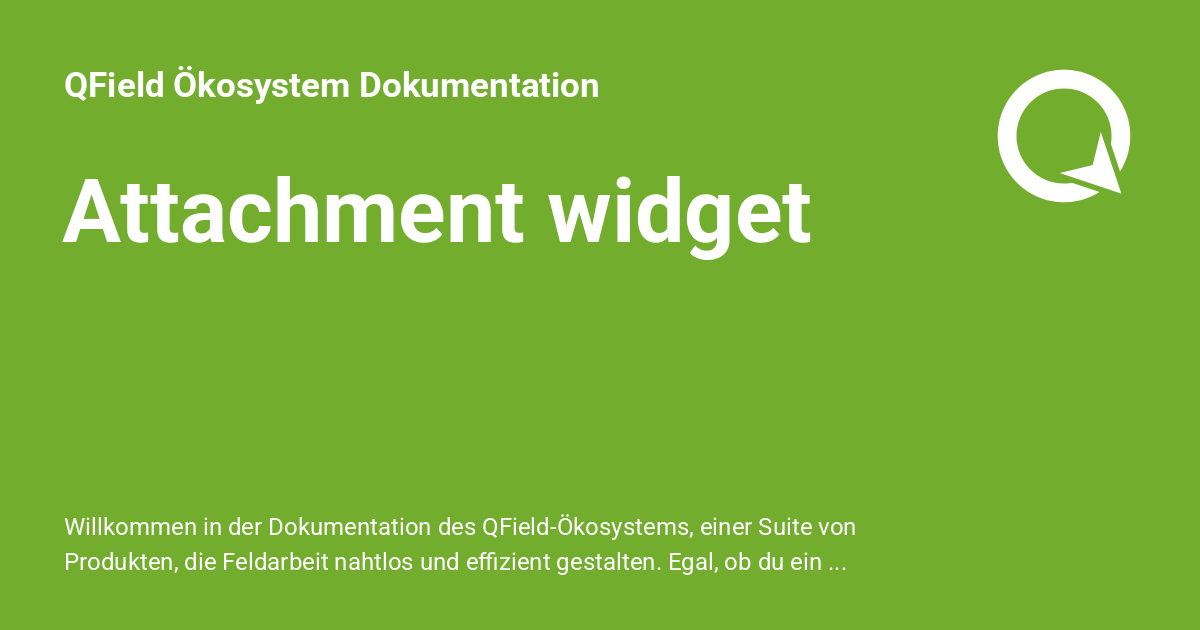 QField Ökosystem Dokumentation
Attachment widget
Willkommen in der Dokumentation des QField-Ökosystems, einer Suite von
Produkten, die Feldarbeit nahtlos und effizient gestalten. Egal, ob du ein ...